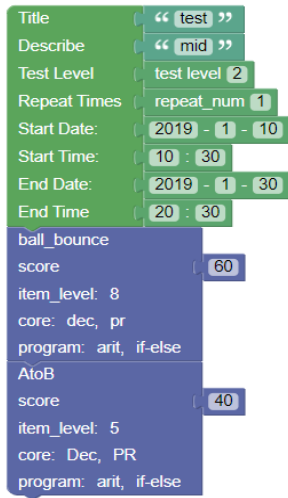 Title “ test ”
Describe “ mid ”
Test Level test level 2
Repeat Times repeat_num 1
Start Date: 2019 - 1 - 10
Start Time: 10 : 30
End Date: 2019 - 1 - 30
End Time 20 : 30
ball_bounce
score 60
item_level: 8
core: dec, pr
program: arit, if-else
AtoB
score 40
item_level: 5
core: Dec, PR
program: arit, if-else